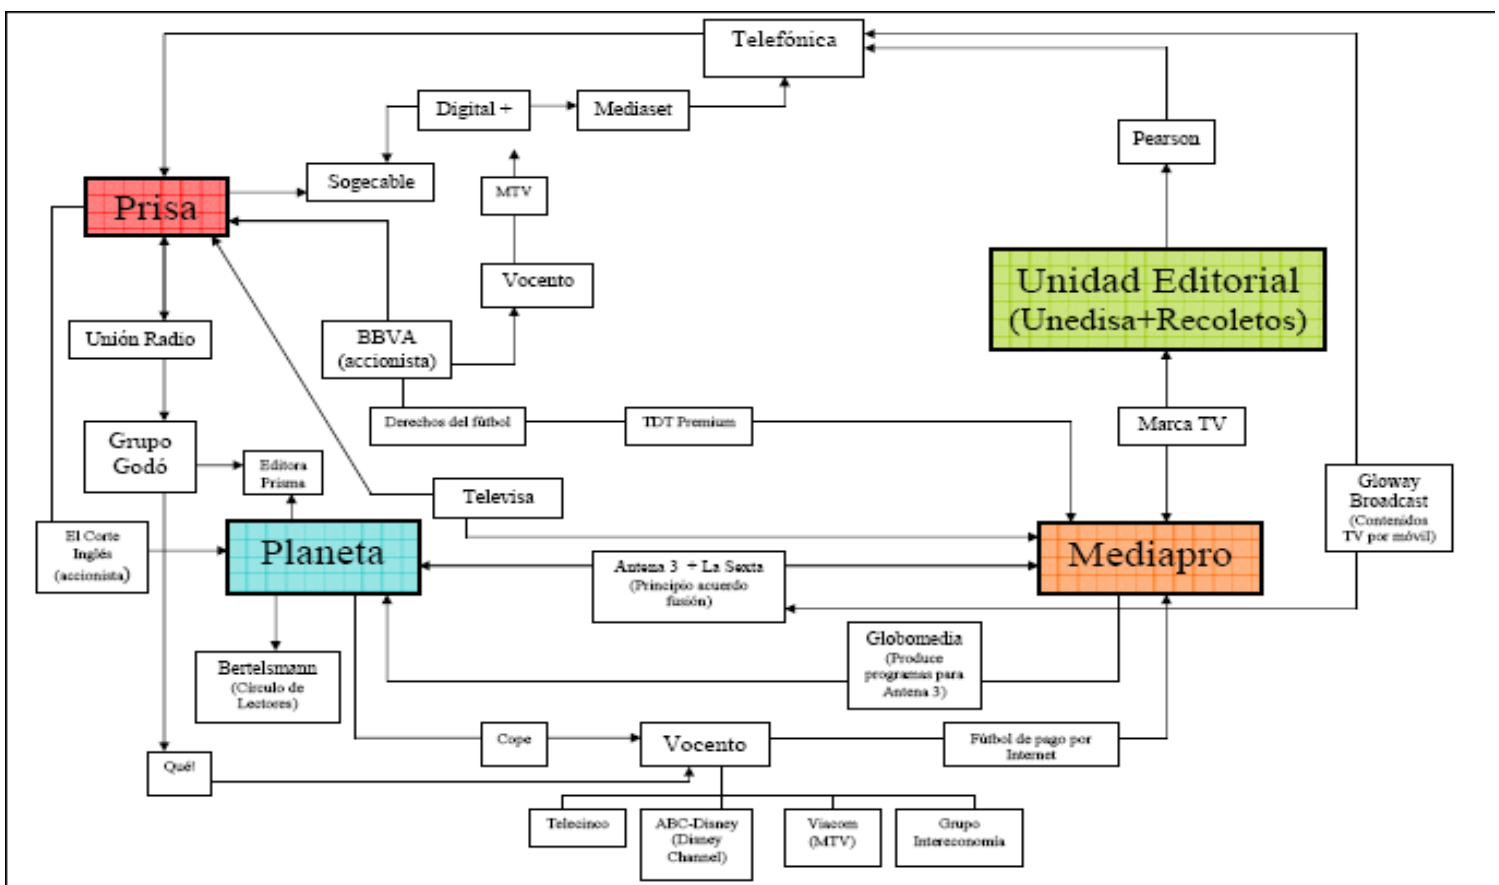 Telefónica
Digital +
Mediaset
Pearson
Sogecable
MTV
Prisa
Vocento
Unidad Editorial
(Unedisa+Recoletos)
Unión Radio
BBVA
(accionista)
Derechos del fútbol
TDT Premium
Marca TV
Grupo
Godó
Editora
Prisma
Televisa
Gloway
Broadcast
(Contenidos
TV por móvil)
El Corte
Inglés
(accionista)
Planeta
Antena 3 + La Sexta
(Principio acuerdo
fusión)
Mediapro
Bertelsmann
(Círculo de
Lectores)
Globomedia
(Produce
programas para
Antena 3)
Cope
Vocento
Fútbol de pago por
Internet
Qué!
Telecinco
ABC-Disney
(Disney
Channel)
Viacom
(MTV)
Grupo
Intereconomía